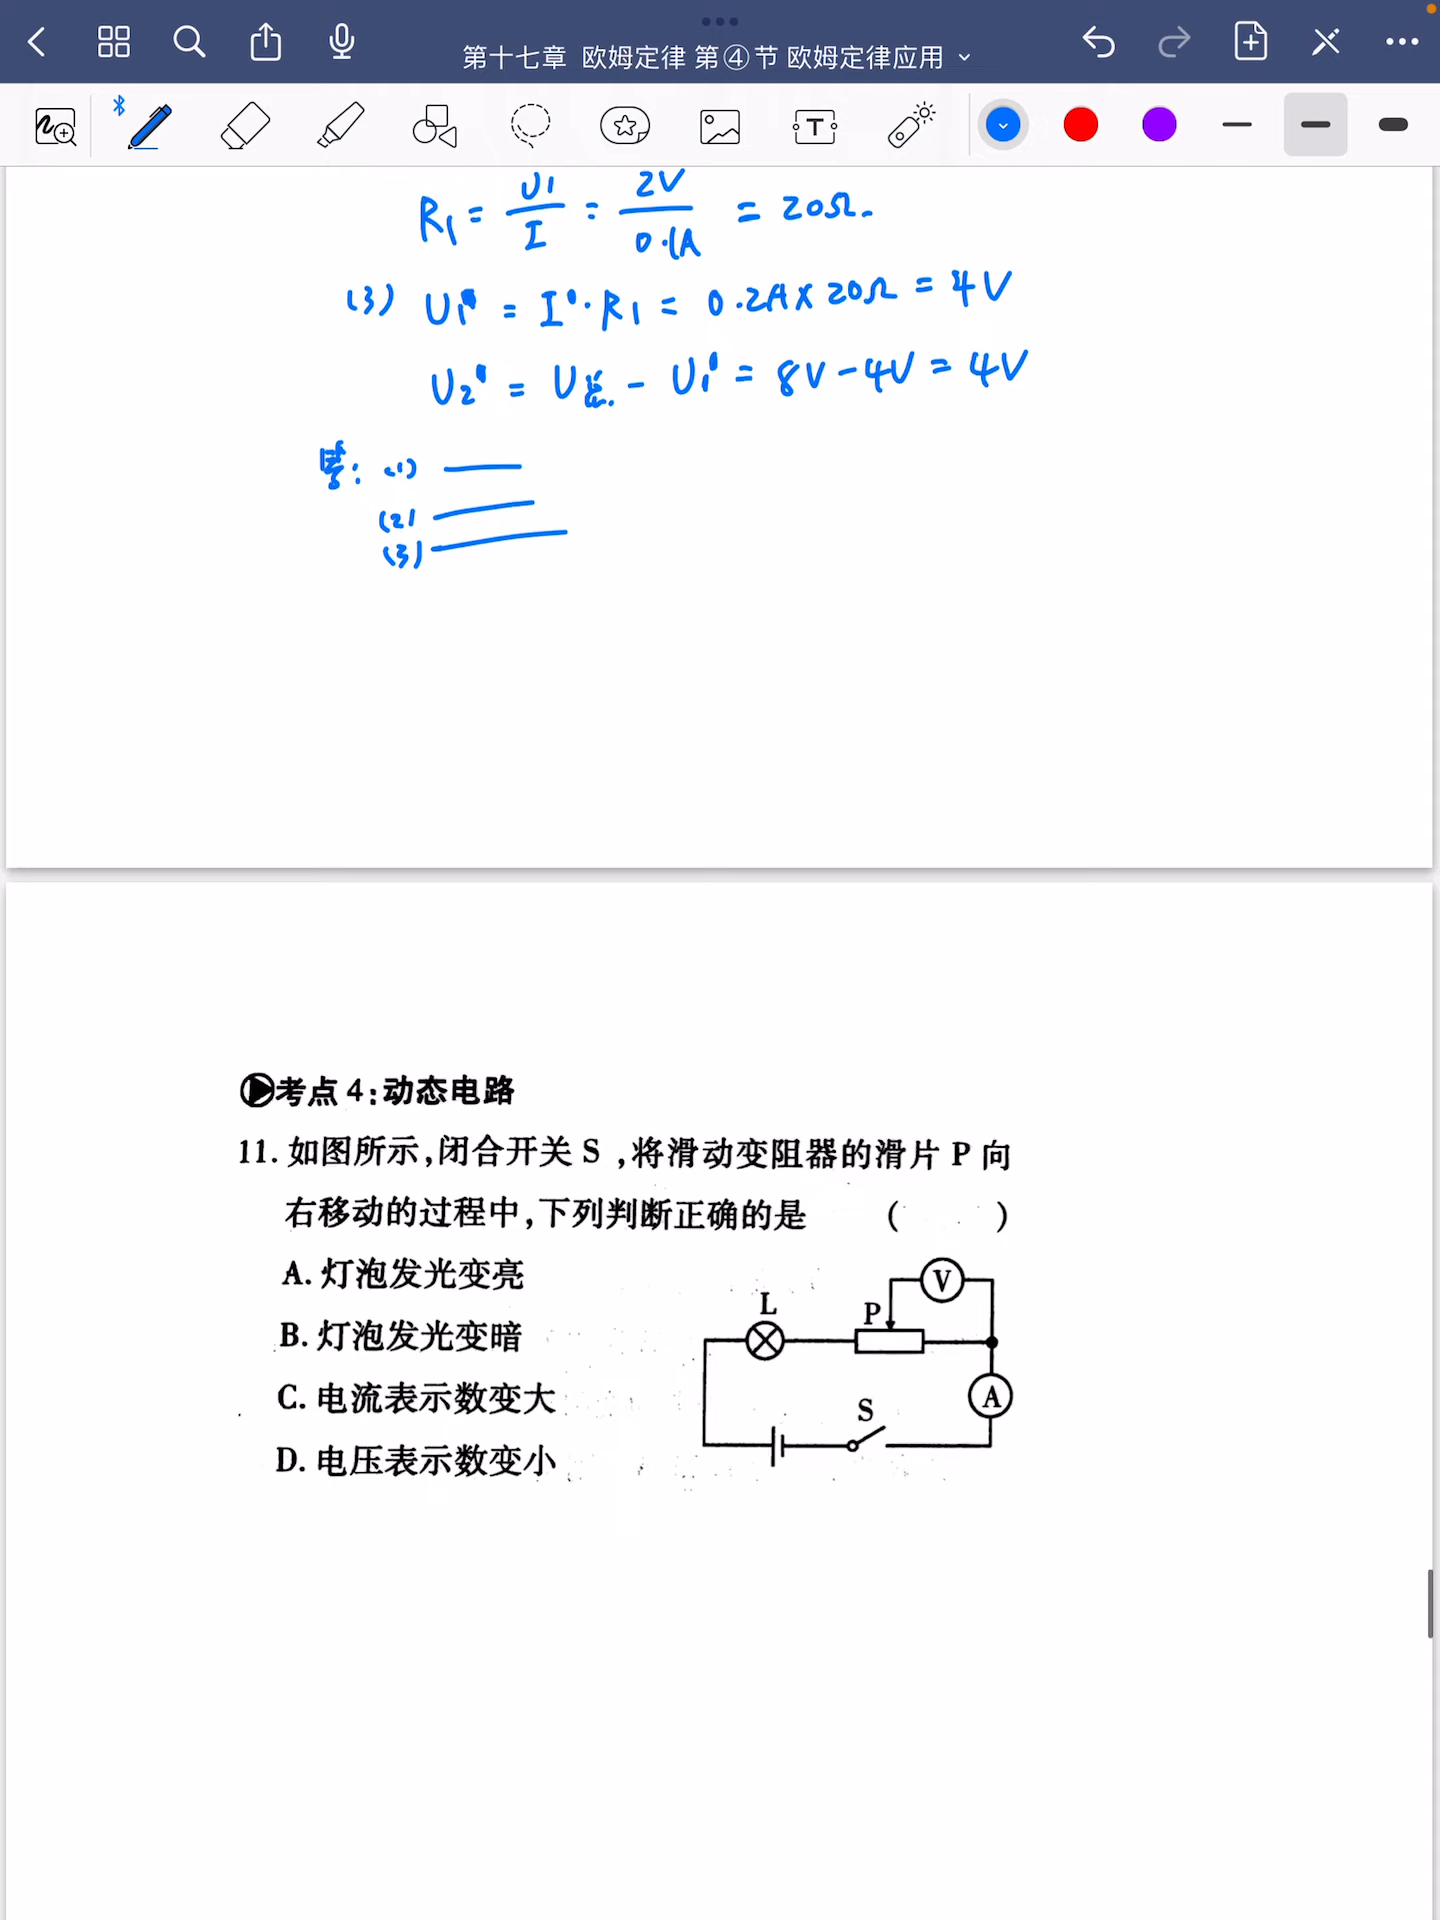 第十七章 欧姆定律 第④节 欧姆定律应用
T
R1 = U1/I = 2V/0.1A = 20Ω.
(3) U1' = I'·R1 = 0.2A×20Ω = 4V
U2' = U总 - U1' = 8V-4V = 4V
答: (1)
(2)
(3)
考点4:动态电路
11. 如图所示,闭合开关 S ,将滑动变阻器的滑片 P 向
右移动的过程中,下列判断正确的是 ( )
A. 灯泡发光变亮
B. 灯泡发光变暗
C. 电流表示数变大
D. 电压表示数变小
V
L
P
A
S